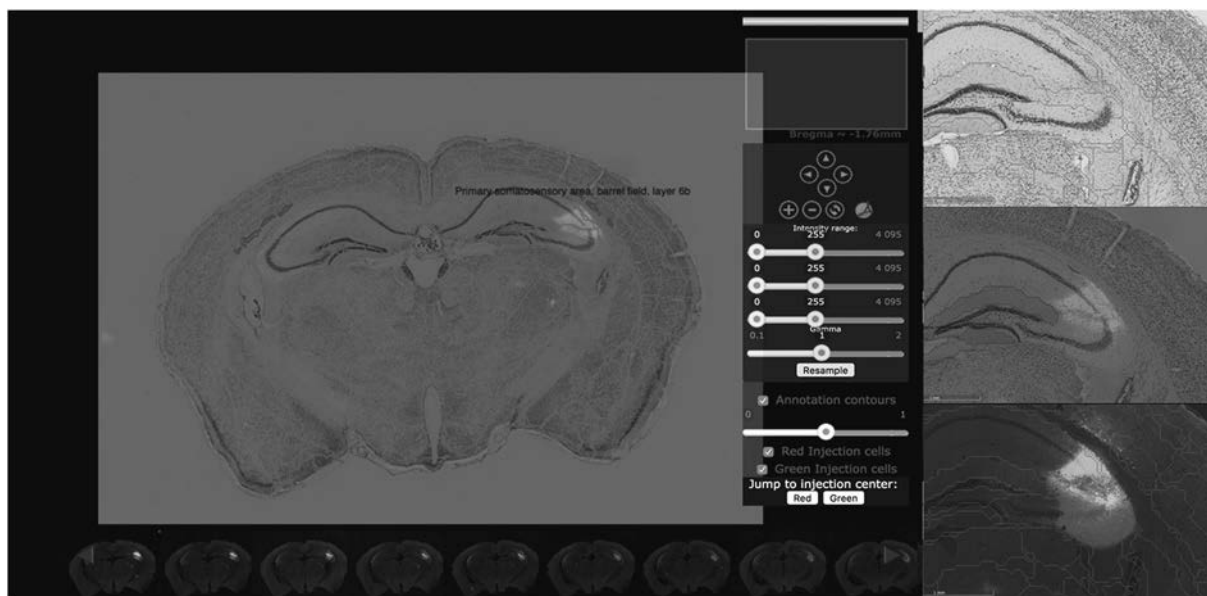 Bregma ~ -1.76mm
Primary somatosensory area, barrel field, layer 6b
Intensity range:
0 255 4 095
0 255 4 095
0 255 4 095
Gamma
0.1 1 2
Resample
Annotation contours
0 1
Red Injection cells
Green Injection cells
Jump to injection center:
Red Green